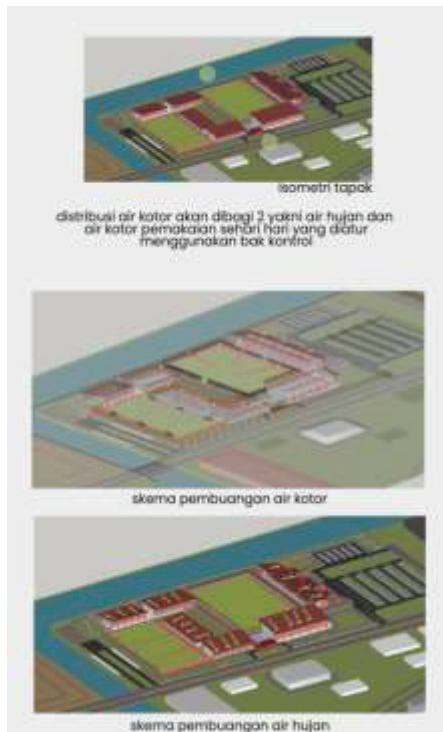 isometri tapak
distribusi air kotor akan dibagi 2 yakni air hujan dan
air kotor pemakaian sehari hari yang diatur
menggunakan bak kontrol
skema pembuangan air kotor
skema pembuangan air hujan